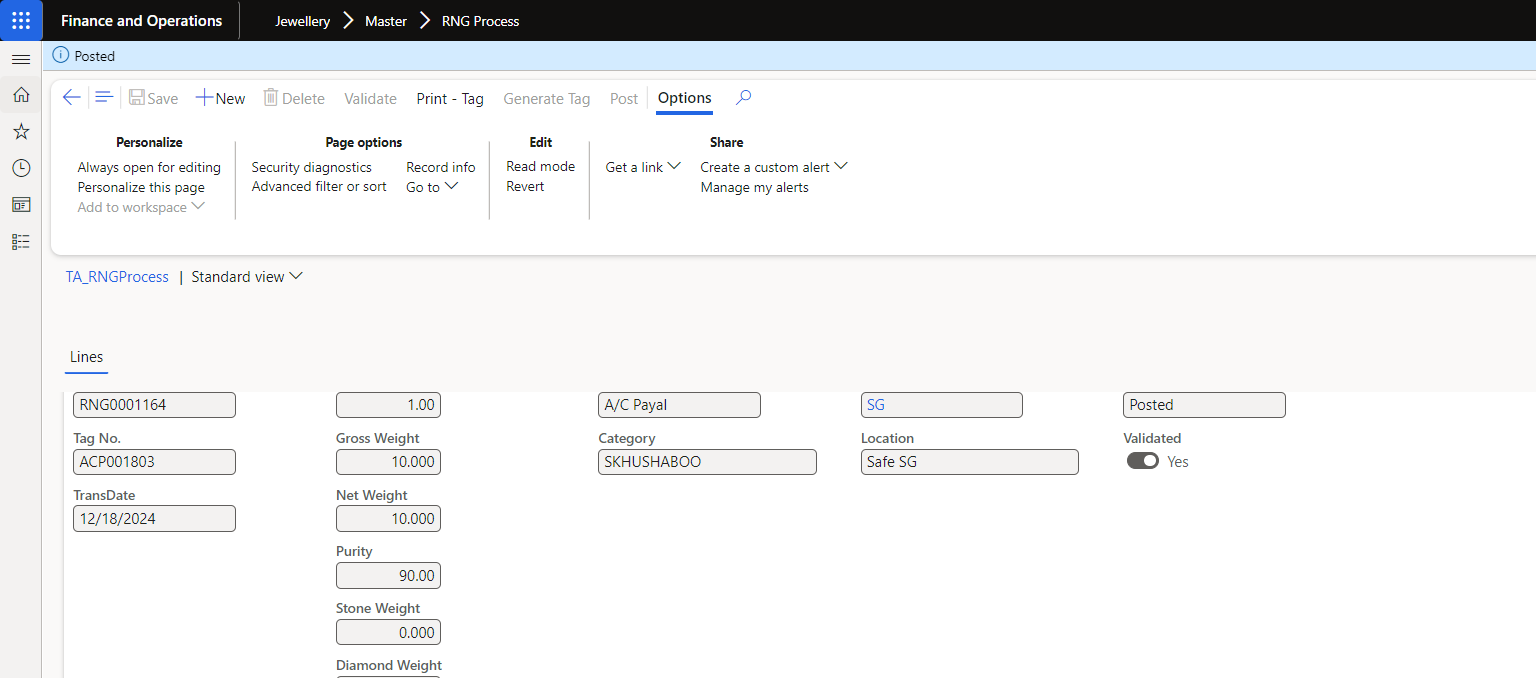 Finance and Operations
Jewellery Master RNG Process
Posted
Save New Delete Validate Print - Tag Generate Tag Post Options
Personalize
Always open for editing
Personalize this page
Add to workspace
Page options
Security diagnostics
Advanced filter or sort
Record info
Go to
Edit
Read mode
Revert
Share
Get a link
Create a custom alert
Manage my alerts
TA_RNGProcess | Standard view
Lines
RNG0001164
Tag No.
ACP001803
TransDate
12/18/2024
1.00
Gross Weight
10.000
Net Weight
10.000
Purity
90.00
Stone Weight
0.000
Diamond Weight
A/C Payal
Category
SKHUSHABOO
SG
Location
Safe SG
Posted
Validated
Yes